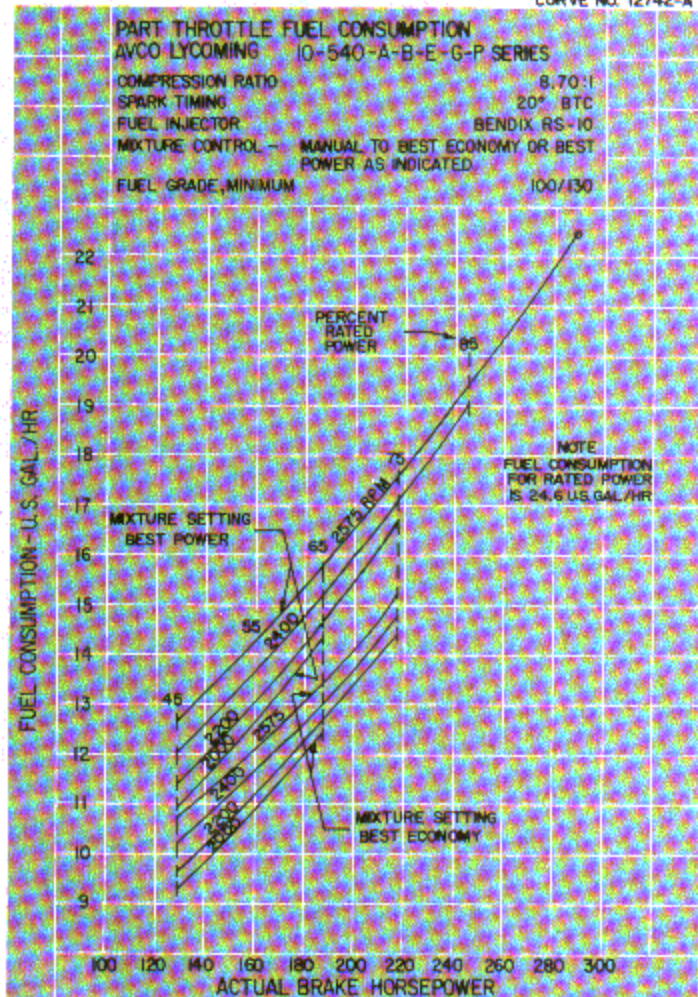 CURVE NO. 12742-A
PART THROTTLE FUEL CONSUMPTION
AVCO LYCOMING IO-540-A-B-E-G-P SERIES
COMPRESSION RATIO 8.70:1
SPARK TIMING 20° BTC
FUEL INJECTOR BENDIX RS-10
MIXTURE CONTROL - MANUAL TO BEST ECONOMY OR BEST
POWER AS INDICATED
FUEL GRADE, MINIMUM 100/130
FUEL CONSUMPTION-U.S. GAL./HR.
22
21
20
19
18
17
16
15
14
13
12
11
10
9
PERCENT
RATED
POWER
85
75
65
55
45
NOTE
FUEL CONSUMPTION
FOR RATED POWER
IS 24.6 U.S. GAL/HR
2575 RPM
MIXTURE SETTING
BEST POWER
2400
2200
2000
2575
2400
2200
2000
MIXTURE SETTING
BEST ECONOMY
100 120 140 160 180 200 220 240 260 280 300
ACTUAL BRAKE HORSEPOWER